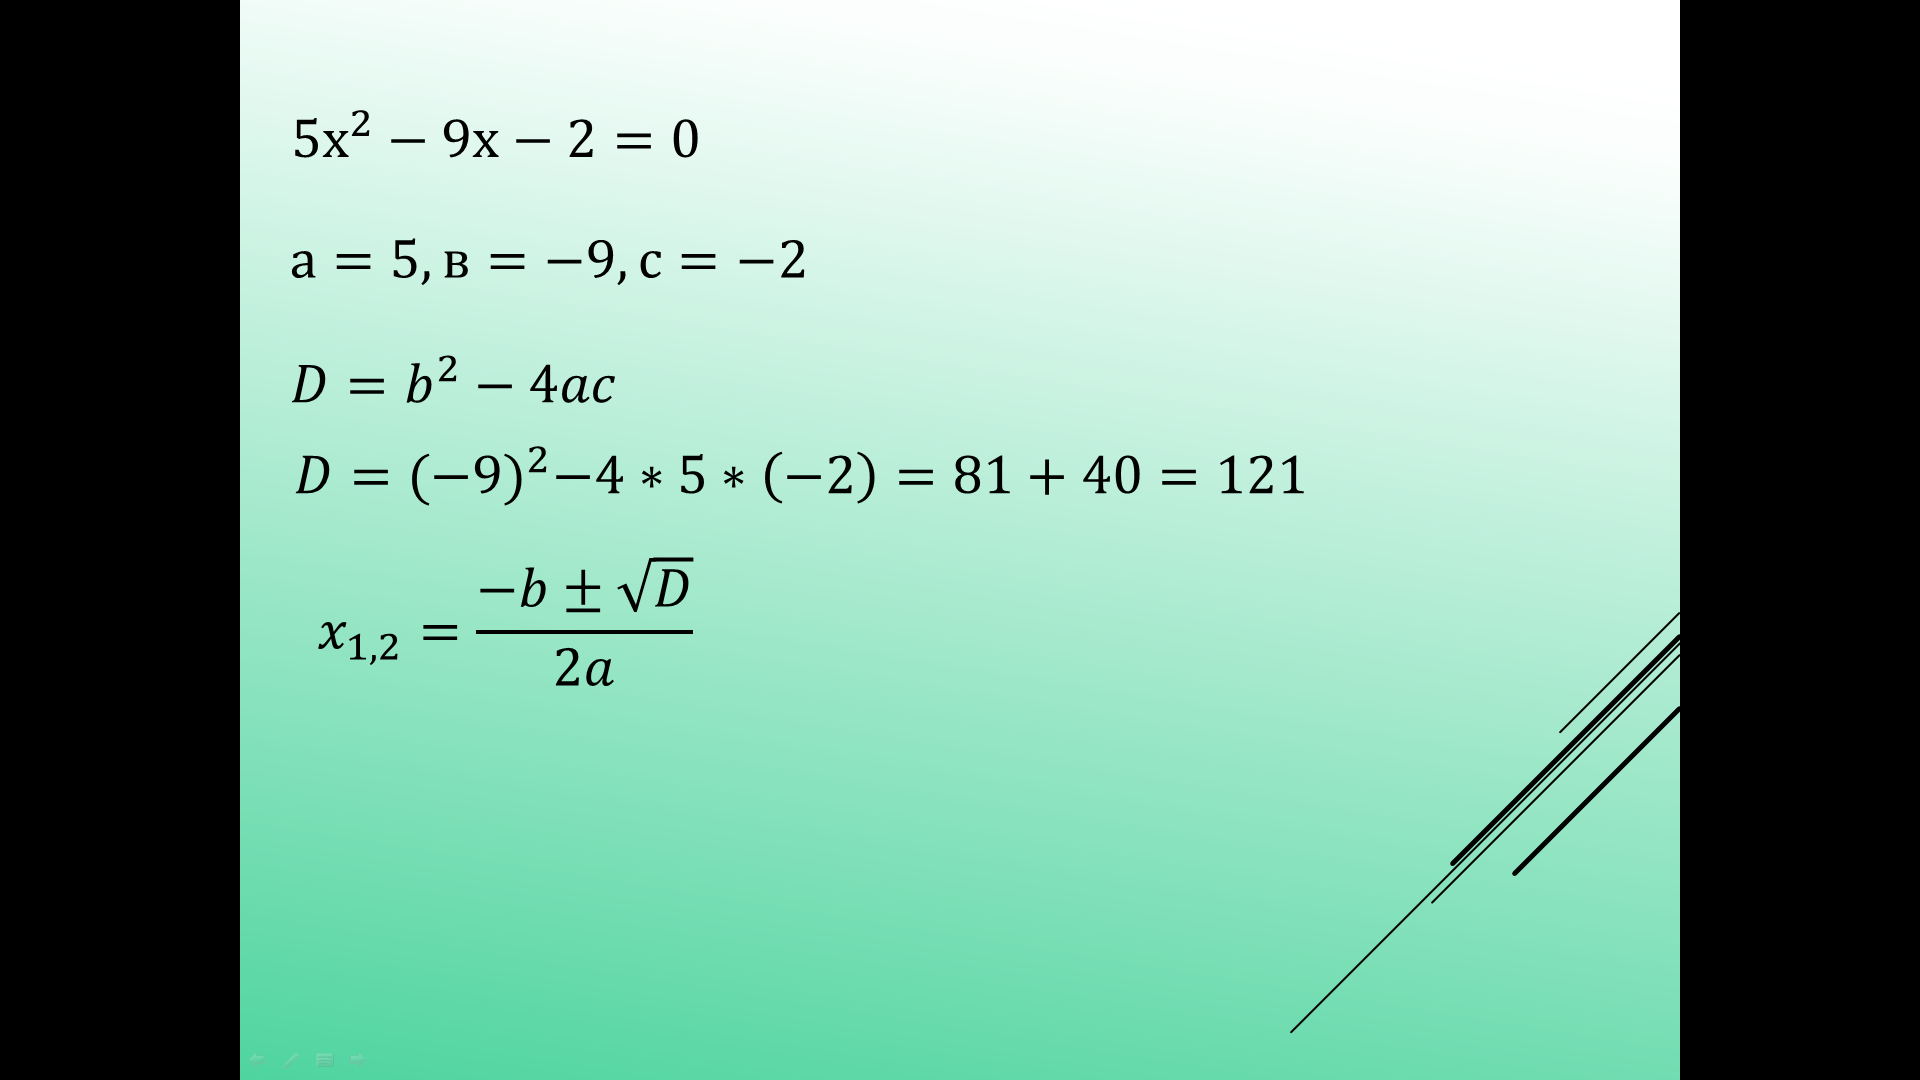 5x² − 9x − 2 = 0
а = 5, в = −9, с = −2
D = b² − 4ac
D = (−9)²−4 ∗ 5 ∗ (−2) = 81 + 40 = 121
x₁,₂ = (−b ± √D) / 2a